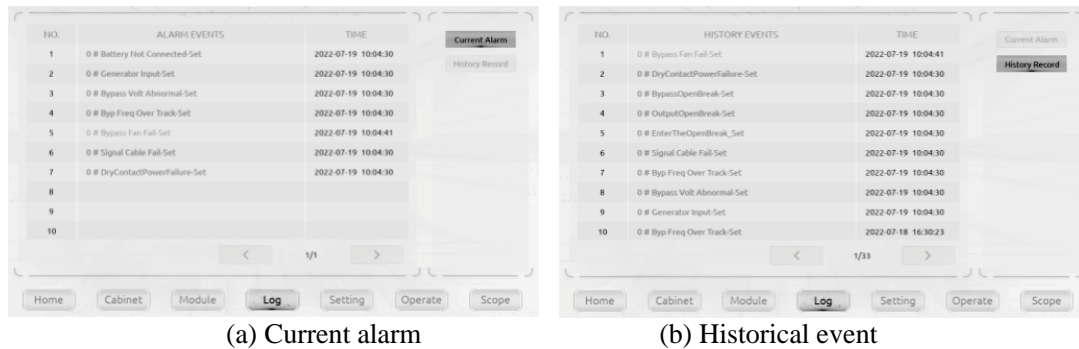 NO. ALARM EVENTS TIME
1 0 # Battery Not Connected-Set 2022-07-19 10:04:30
2 0 # Generator Input-Set 2022-07-19 10:04:30
3 0 # Bypass Volt Abnormal-Set 2022-07-19 10:04:30
4 0 # Byp Freq Over Track-Set 2022-07-19 10:04:30
5 0 # Bypass Fan Fail-Set 2022-07-19 10:04:41
6 0 # Signal Cable Fail-Set 2022-07-19 10:04:30
7 0 # DryContactPowerFailure-Set 2022-07-19 10:04:30
8
9
10
< 1/1 >
Current Alarm
History Record
Home Cabinet Module Log Setting Operate Scope
(a) Current alarm
NO. HISTORY EVENTS TIME
1 0 # Bypass Fan Fail-Set 2022-07-19 10:04:41
2 0 # DryContactPowerFailure-Set 2022-07-19 10:04:30
3 0 # BypassOpenBreak-Set 2022-07-19 10:04:30
4 0 # OutputOpenBreak-Set 2022-07-19 10:04:30
5 0 # EnterTheOpenBreak_Set 2022-07-19 10:04:30
6 0 # Signal Cable Fail-Set 2022-07-19 10:04:30
7 0 # Byp Freq Over Track-Set 2022-07-19 10:04:30
8 0 # Bypass Volt Abnormal-Set 2022-07-19 10:04:30
9 0 # Generator Input-Set 2022-07-19 10:04:30
10 0 # Byp Freq Over Track-Set 2022-07-18 16:30:23
< 1/33 >
Current Alarm
History Record
Home Cabinet Module Log Setting Operate Scope
(b) Historical event